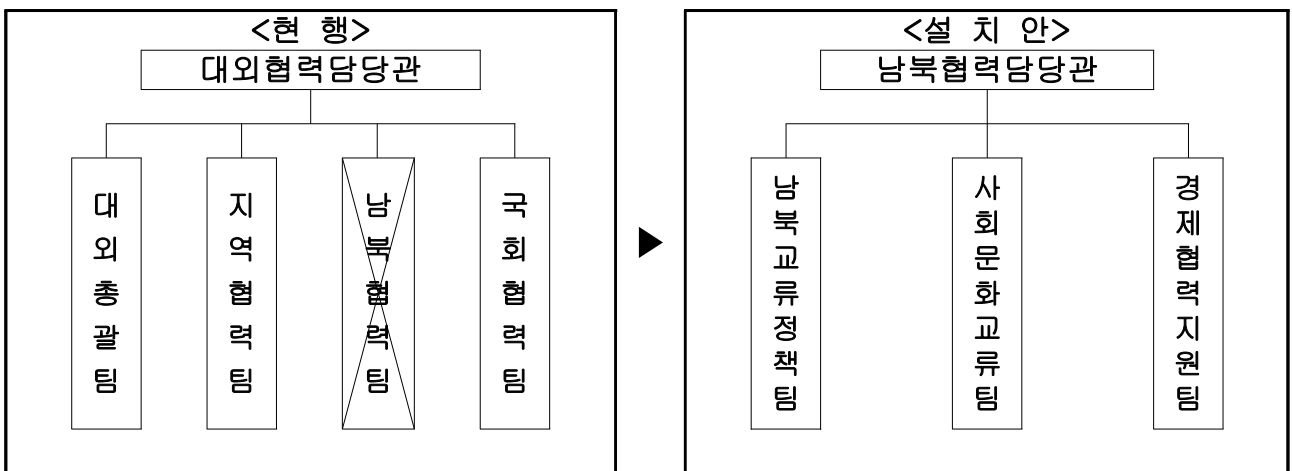 <현 행>
대외협력담당관
대외총괄팀
지역협력팀
남북협력팀
국회협력팀
▶
<설 치 안>
남북협력담당관
남북교류정책팀
사회문화교류팀
경제협력지원팀